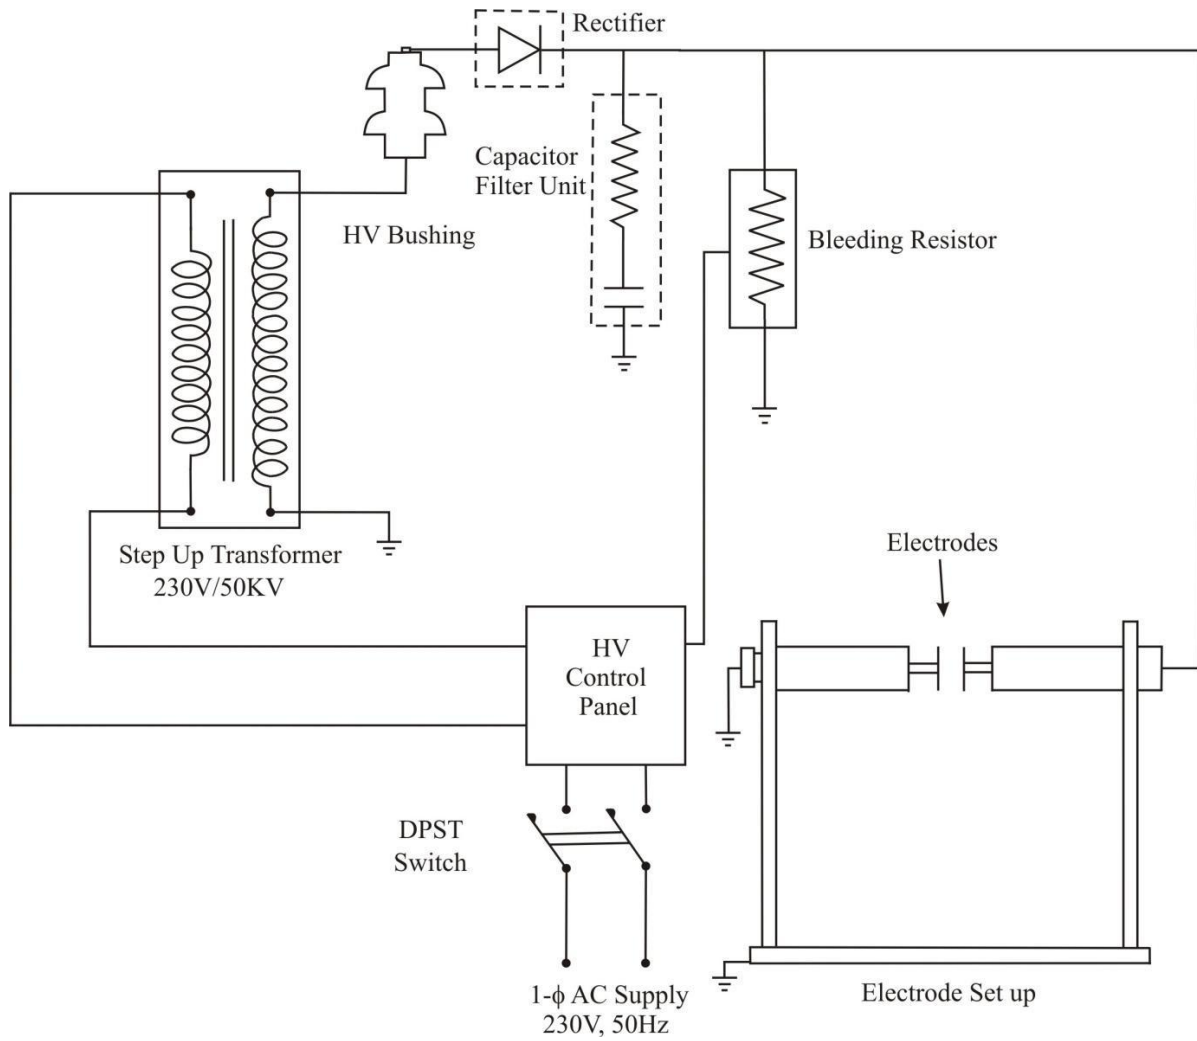 Rectifier
Capacitor
Filter Unit
HV Bushing
Bleeding Resistor
Step Up Transformer
230V/50KV
Electrodes
HV
Control
Panel
DPST
Switch
1-ϕ AC Supply
230V, 50Hz
Electrode Set up